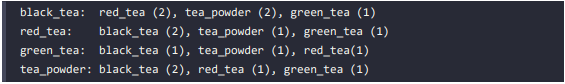 black_tea:  red_tea (2), tea_powder (2), green_tea (1)
red_tea:    black_tea (2), tea_powder (1), green_tea (1)
green_tea:  black_tea (1), tea_powder (1), red_tea(1)
tea_powder: black_tea (2), red_tea (1), green_tea (1)